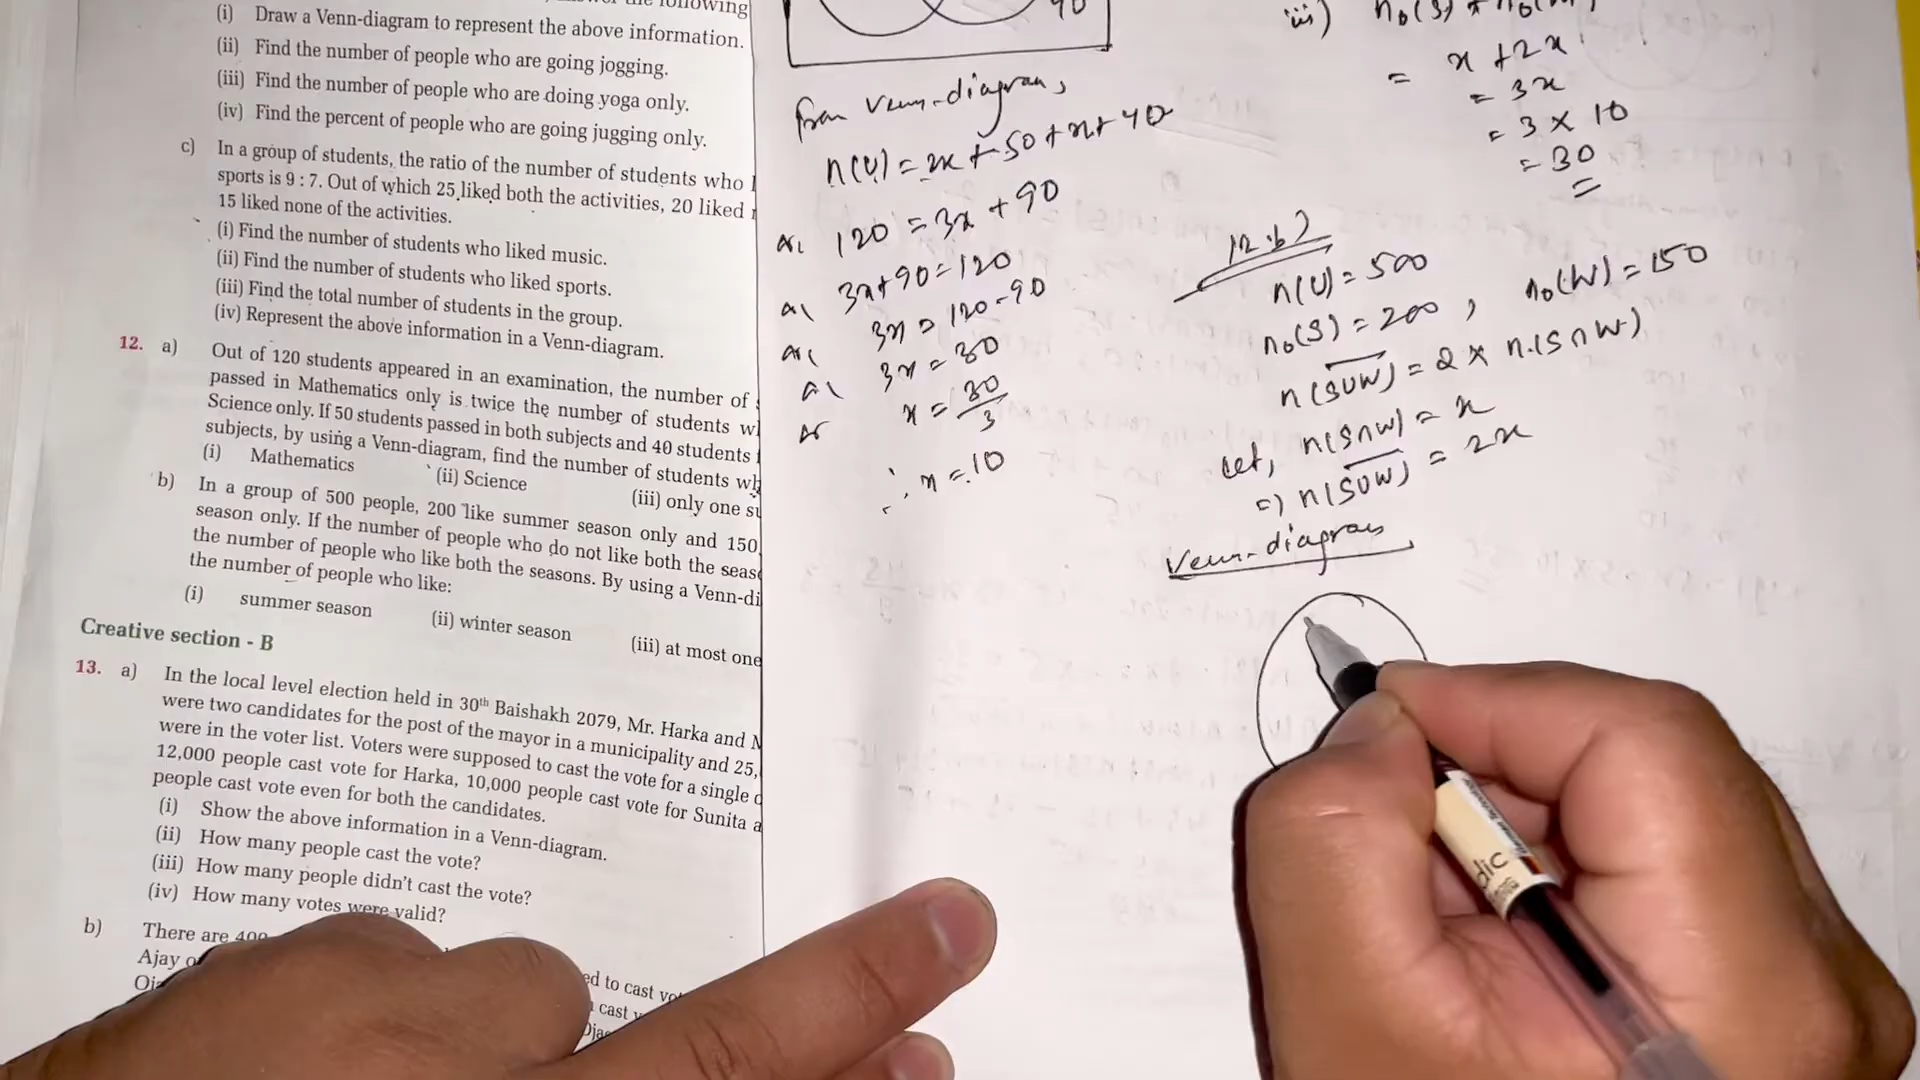 following
(i) Draw a Venn-diagram to represent the above information.
(ii) Find the number of people who are going jogging.
(iii) Find the number of people who are doing yoga only.
(iv) Find the percent of people who are going jugging only.
c) In a group of students, the ratio of the number of students who
sports is 9 : 7. Out of which 25 liked both the activities, 20 liked
15 liked none of the activities.
(i) Find the number of students who liked music.
(ii) Find the number of students who liked sports.
(iii) Find the total number of students in the group.
(iv) Represent the above information in a Venn-diagram.
12. a) Out of 120 students appeared in an examination, the number of
passed in Mathematics only is twice the number of students
Science only. If 50 students passed in both subjects and 40 students
subjects, by using a Venn-diagram, find the number of students
(i) Mathematics (ii) Science (iii) only one
b) In a group of 500 people, 200 like summer season only and 150
season only. If the number of people who do not like both the
the number of people who like both the seasons. By using a
the number of people who like:
(i) summer season (ii) winter season (iii) at most one
Creative section - B
13. a) In the local level election held in 30th Baishakh 2079, Mr. Harka and
were two candidates for the post of the mayor in a municipality and 25,
were in the voter list. Voters were supposed to cast the vote for a single
12,000 people cast vote for Harka, 10,000 people cast vote for Sunita
people cast vote even for both the candidates.
(i) Show the above information in a Venn-diagram.
(ii) How many people cast the vote?
(iii) How many people didn't cast the vote?
(iv) How many votes were valid?
b) There are 400
Ajay
ed to cast
cast
40
from Venn-diagram,
n(U) = 2x + 50 + x + 40
or, 120 = 3x + 90
or, 3x + 90 = 120
or, 3x = 120 - 90
or, 3x = 30
or x = 30/3
∴ x = 10
iii) n₀(S) + n₀(M)
= x + 2x
= 3x
= 3 × 10
= 30
12.b)
n(U) = 500
n₀(S) = 200 , n₀(W) = 150
n(S̅U̅W̅) = 2 × n(S∩W)
Let, n(S∩W) = x
⇒) n(S̅U̅W̅) = 2x
Venn-diagram
dic